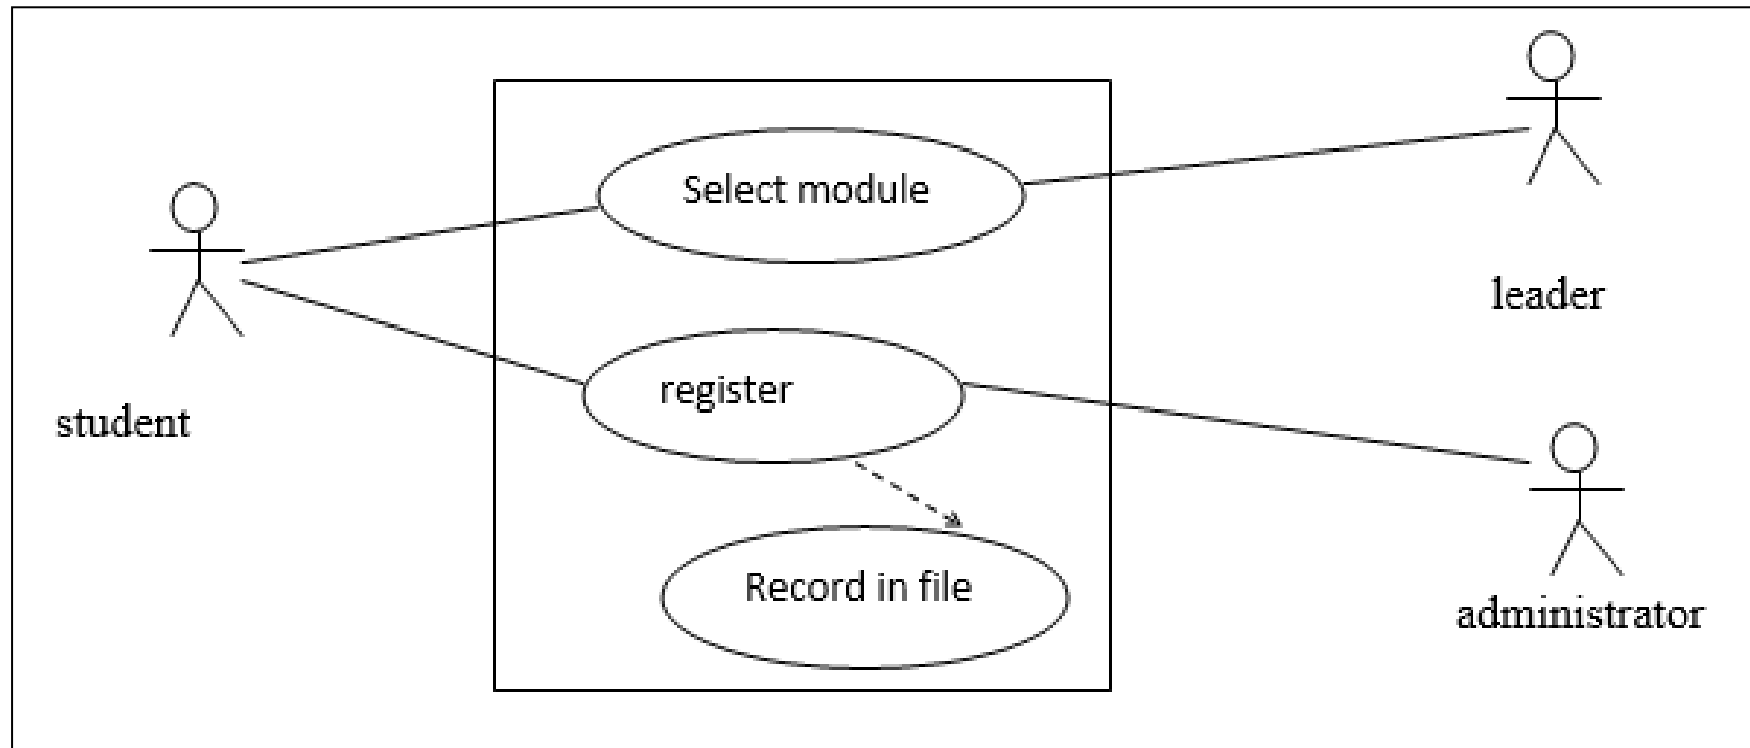 Select module
leader
register
student
Record in file
administrator